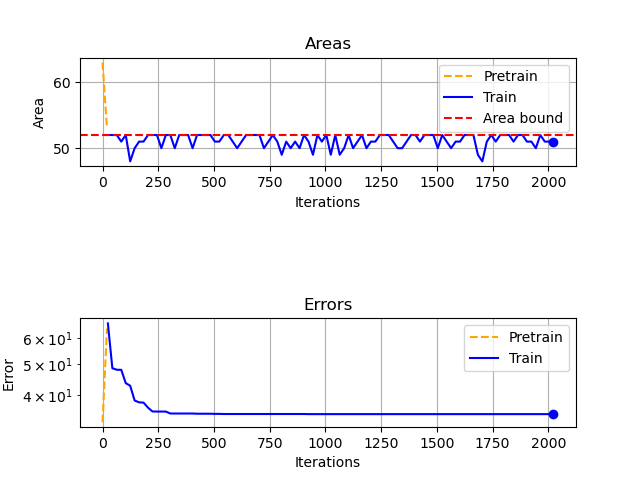 Areas
Area
60
50
Pretrain
Train
Area bound
0
250
500
750
1000
1250
1500
1750
2000
Iterations
Errors
Error
6 × 10¹
5 × 10¹
4 × 10¹
Pretrain
Train
0
250
500
750
1000
1250
1500
1750
2000
Iterations